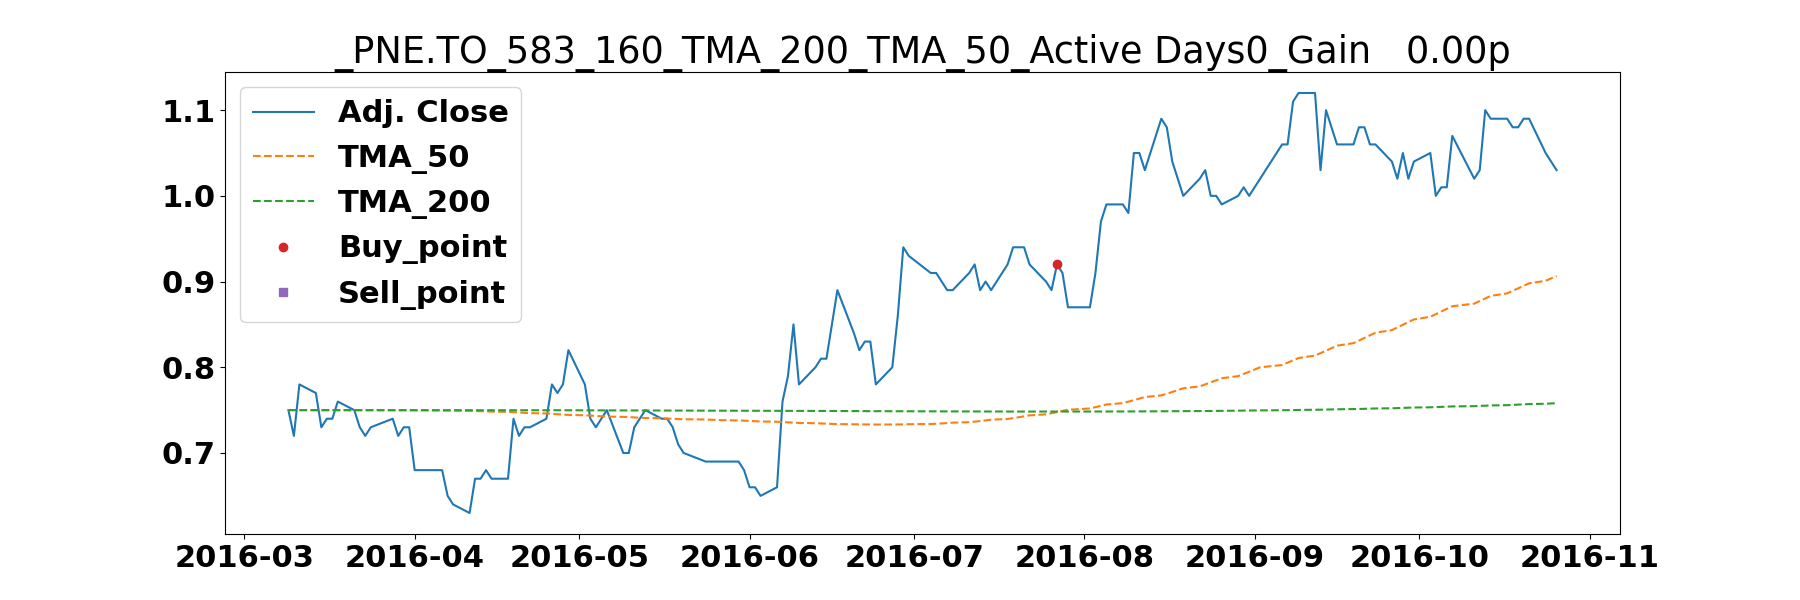 _PNE.TO_583_160_TMA_200_TMA_50_Active Days0_Gain   0.00p
Adj. Close
TMA_50
TMA_200
Buy_point
Sell_point
1.1
1.0
0.9
0.8
0.7
2016-03 2016-04 2016-05 2016-06 2016-07 2016-08 2016-09 2016-10 2016-11